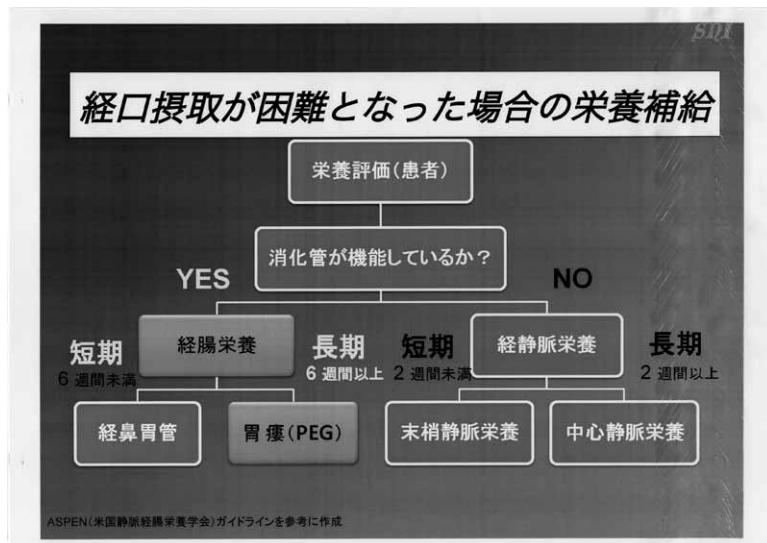 SNI
経口摂取が困難となった場合の栄養補給
栄養評価(患者)
消化管が機能しているか？
YES
NO
短期
6 週間未満
経腸栄養
長期
6 週間以上
短期
2 週間未満
経静脈栄養
長期
2 週間以上
経鼻胃管
胃 瘻(PEG)
末梢静脈栄養
中心静脈栄養
ASPEN(米国静脈経腸栄養学会)ガイドラインを参考に作成